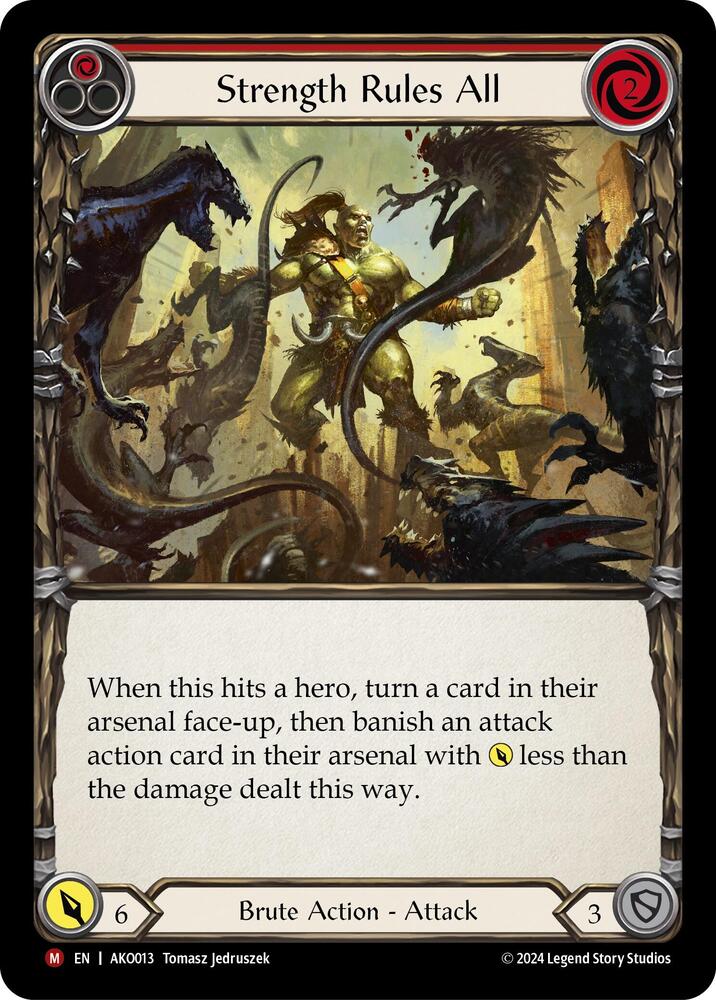 2
Strength Rules All
When this hits a hero, turn a card in their
arsenal face-up, then banish an attack
action card in their arsenal with less than
the damage dealt this way.
6
Brute Action - Attack
3
M EN | AKO013 Tomasz Jedruszek
© 2024 Legend Story Studios